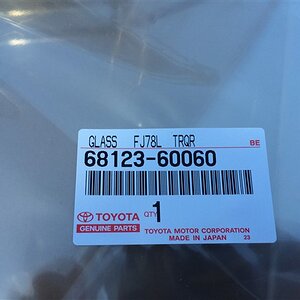 GLASS FJ78L TRQR
BE
68123-60060
TOYOTA
GENUINE PARTS
QTY 1
TOYOTA MOTOR CORPORATION
MADE IN JAPAN 23